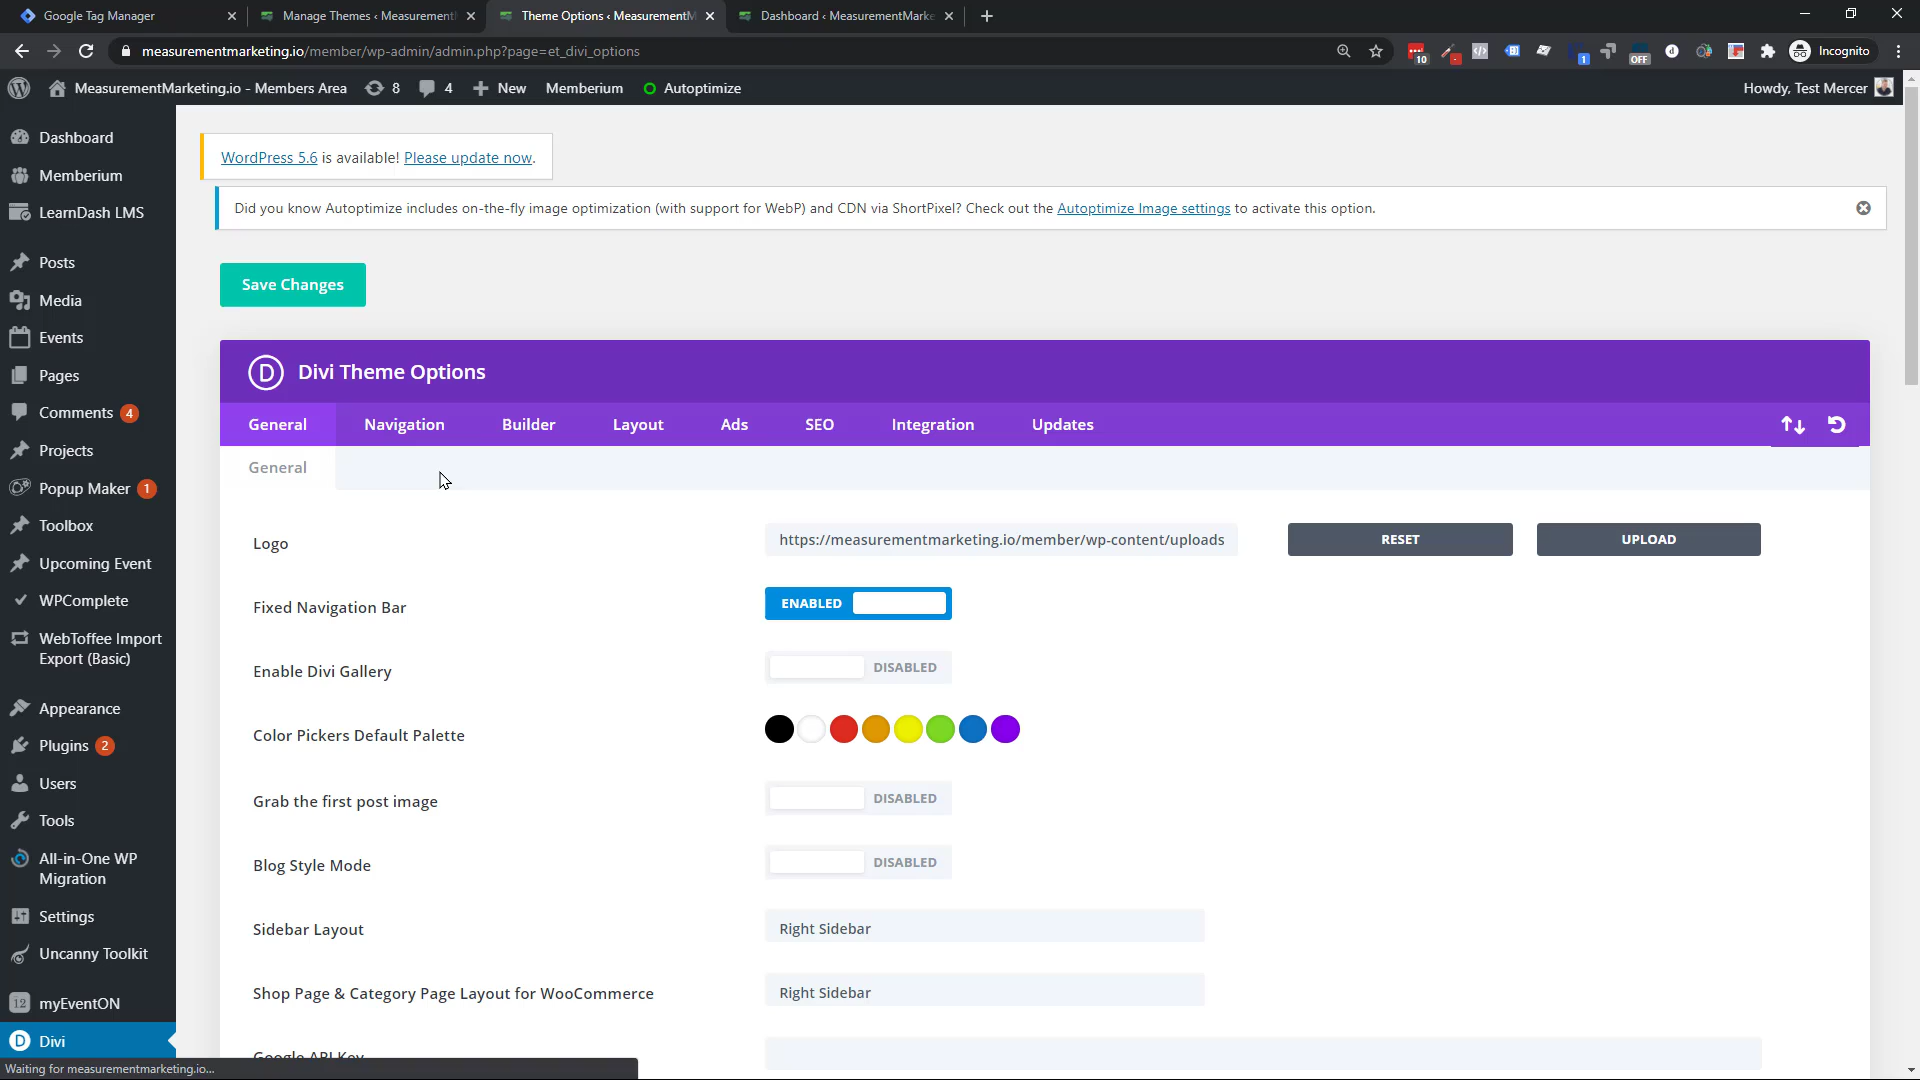 Google Tag Manager
Manage Themes ‹ Measurement
Theme Options ‹ MeasurementM
Dashboard ‹ MeasurementMarke
measurementmarketing.io/member/wp-admin/admin.php?page=et_divi_options
10
1
OFF
Incognito
MeasurementMarketing.io - Members Area
8
4
New
Memberium
Autoptimize
Howdy, Test Mercer
Dashboard
Memberium
LearnDash LMS
Posts
Media
Events
Pages
Comments 4
Projects
Popup Maker 1
Toolbox
Upcoming Event
WPComplete
WebToffee Import
Export (Basic)
Appearance
Plugins 2
Users
Tools
All-in-One WP
Migration
Settings
Uncanny Toolkit
12 myEventON
D Divi
Waiting for measurementmarketing.io...
WordPress 5.6 is available! Please update now.
Did you know Autoptimize includes on-the-fly image optimization (with support for WebP) and CDN via ShortPixel? Check out the Autoptimize Image settings to activate this option.
Save Changes
D Divi Theme Options
General
Navigation
Builder
Layout
Ads
SEO
Integration
Updates
General
Logo
https://measurementmarketing.io/member/wp-content/uploads
RESET
UPLOAD
Fixed Navigation Bar
ENABLED
Enable Divi Gallery
DISABLED
Color Pickers Default Palette
Grab the first post image
DISABLED
Blog Style Mode
DISABLED
Sidebar Layout
Right Sidebar
Shop Page & Category Page Layout for WooCommerce
Right Sidebar
Google API Key